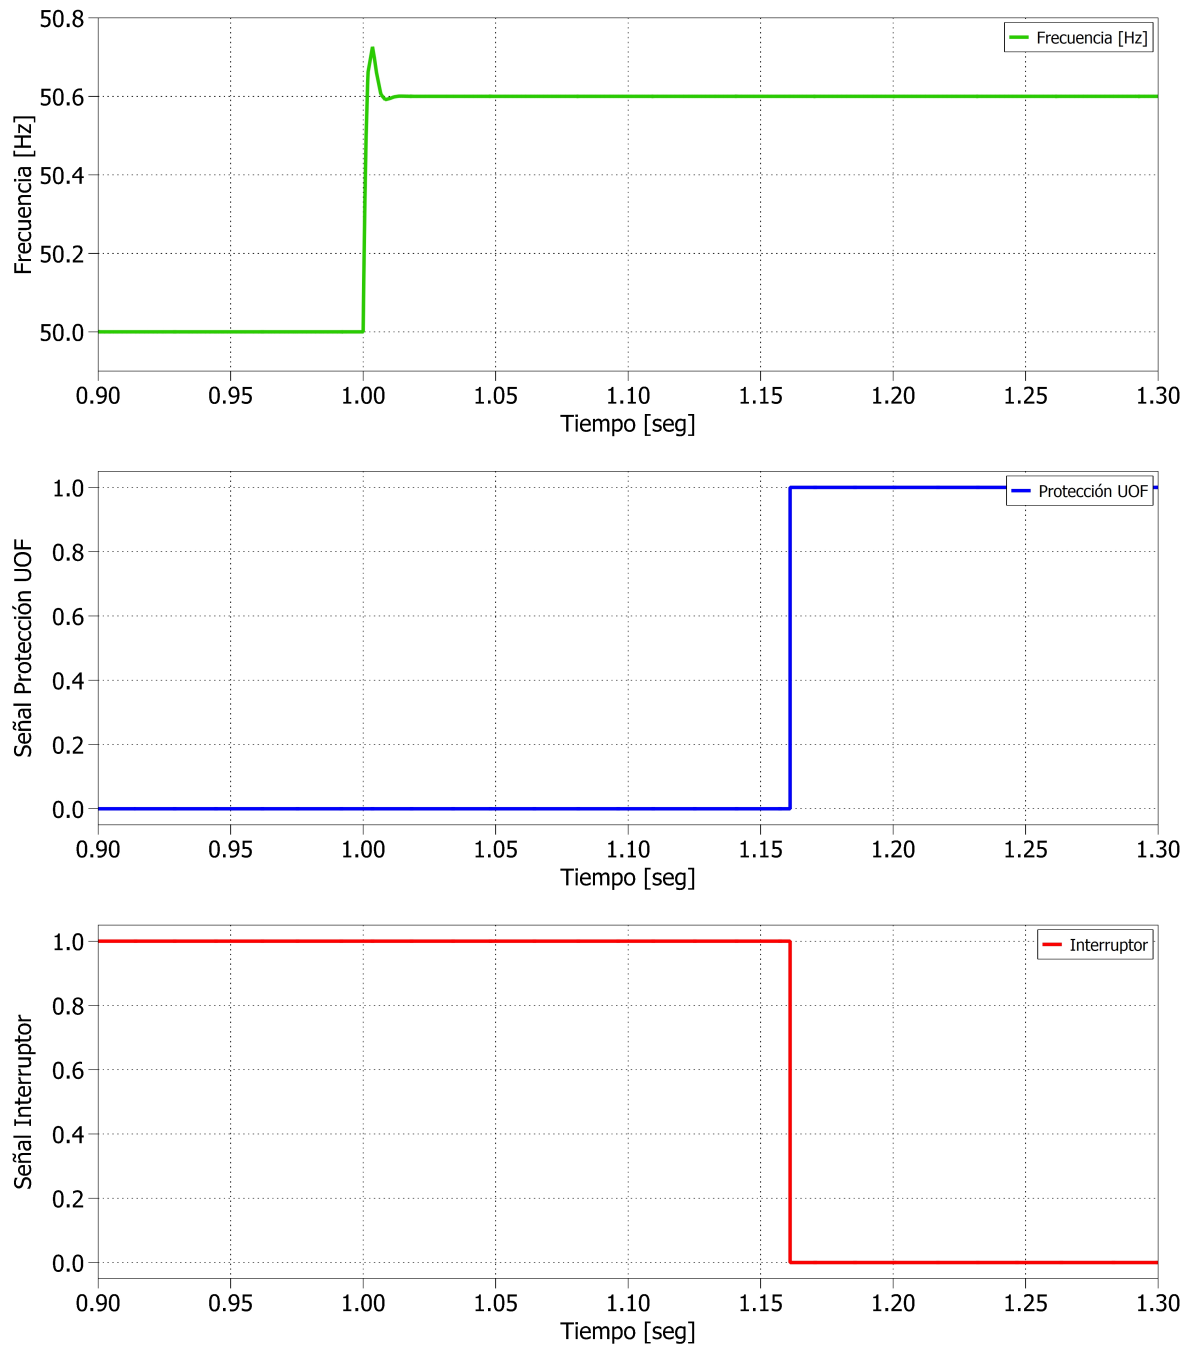 50.8
50.6
50.4
50.2
50.0
Frecuencia [Hz]
Frecuencia [Hz]
0.90 0.95 1.00 1.05 1.10 1.15 1.20 1.25 1.30
Tiempo [seg]
1.0
0.8
0.6
0.4
0.2
0.0
Señal Protección UOF
Protección UOF
0.90 0.95 1.00 1.05 1.10 1.15 1.20 1.25 1.30
Tiempo [seg]
1.0
0.8
0.6
0.4
0.2
0.0
Señal Interruptor
Interruptor
0.90 0.95 1.00 1.05 1.10 1.15 1.20 1.25 1.30
Tiempo [seg]